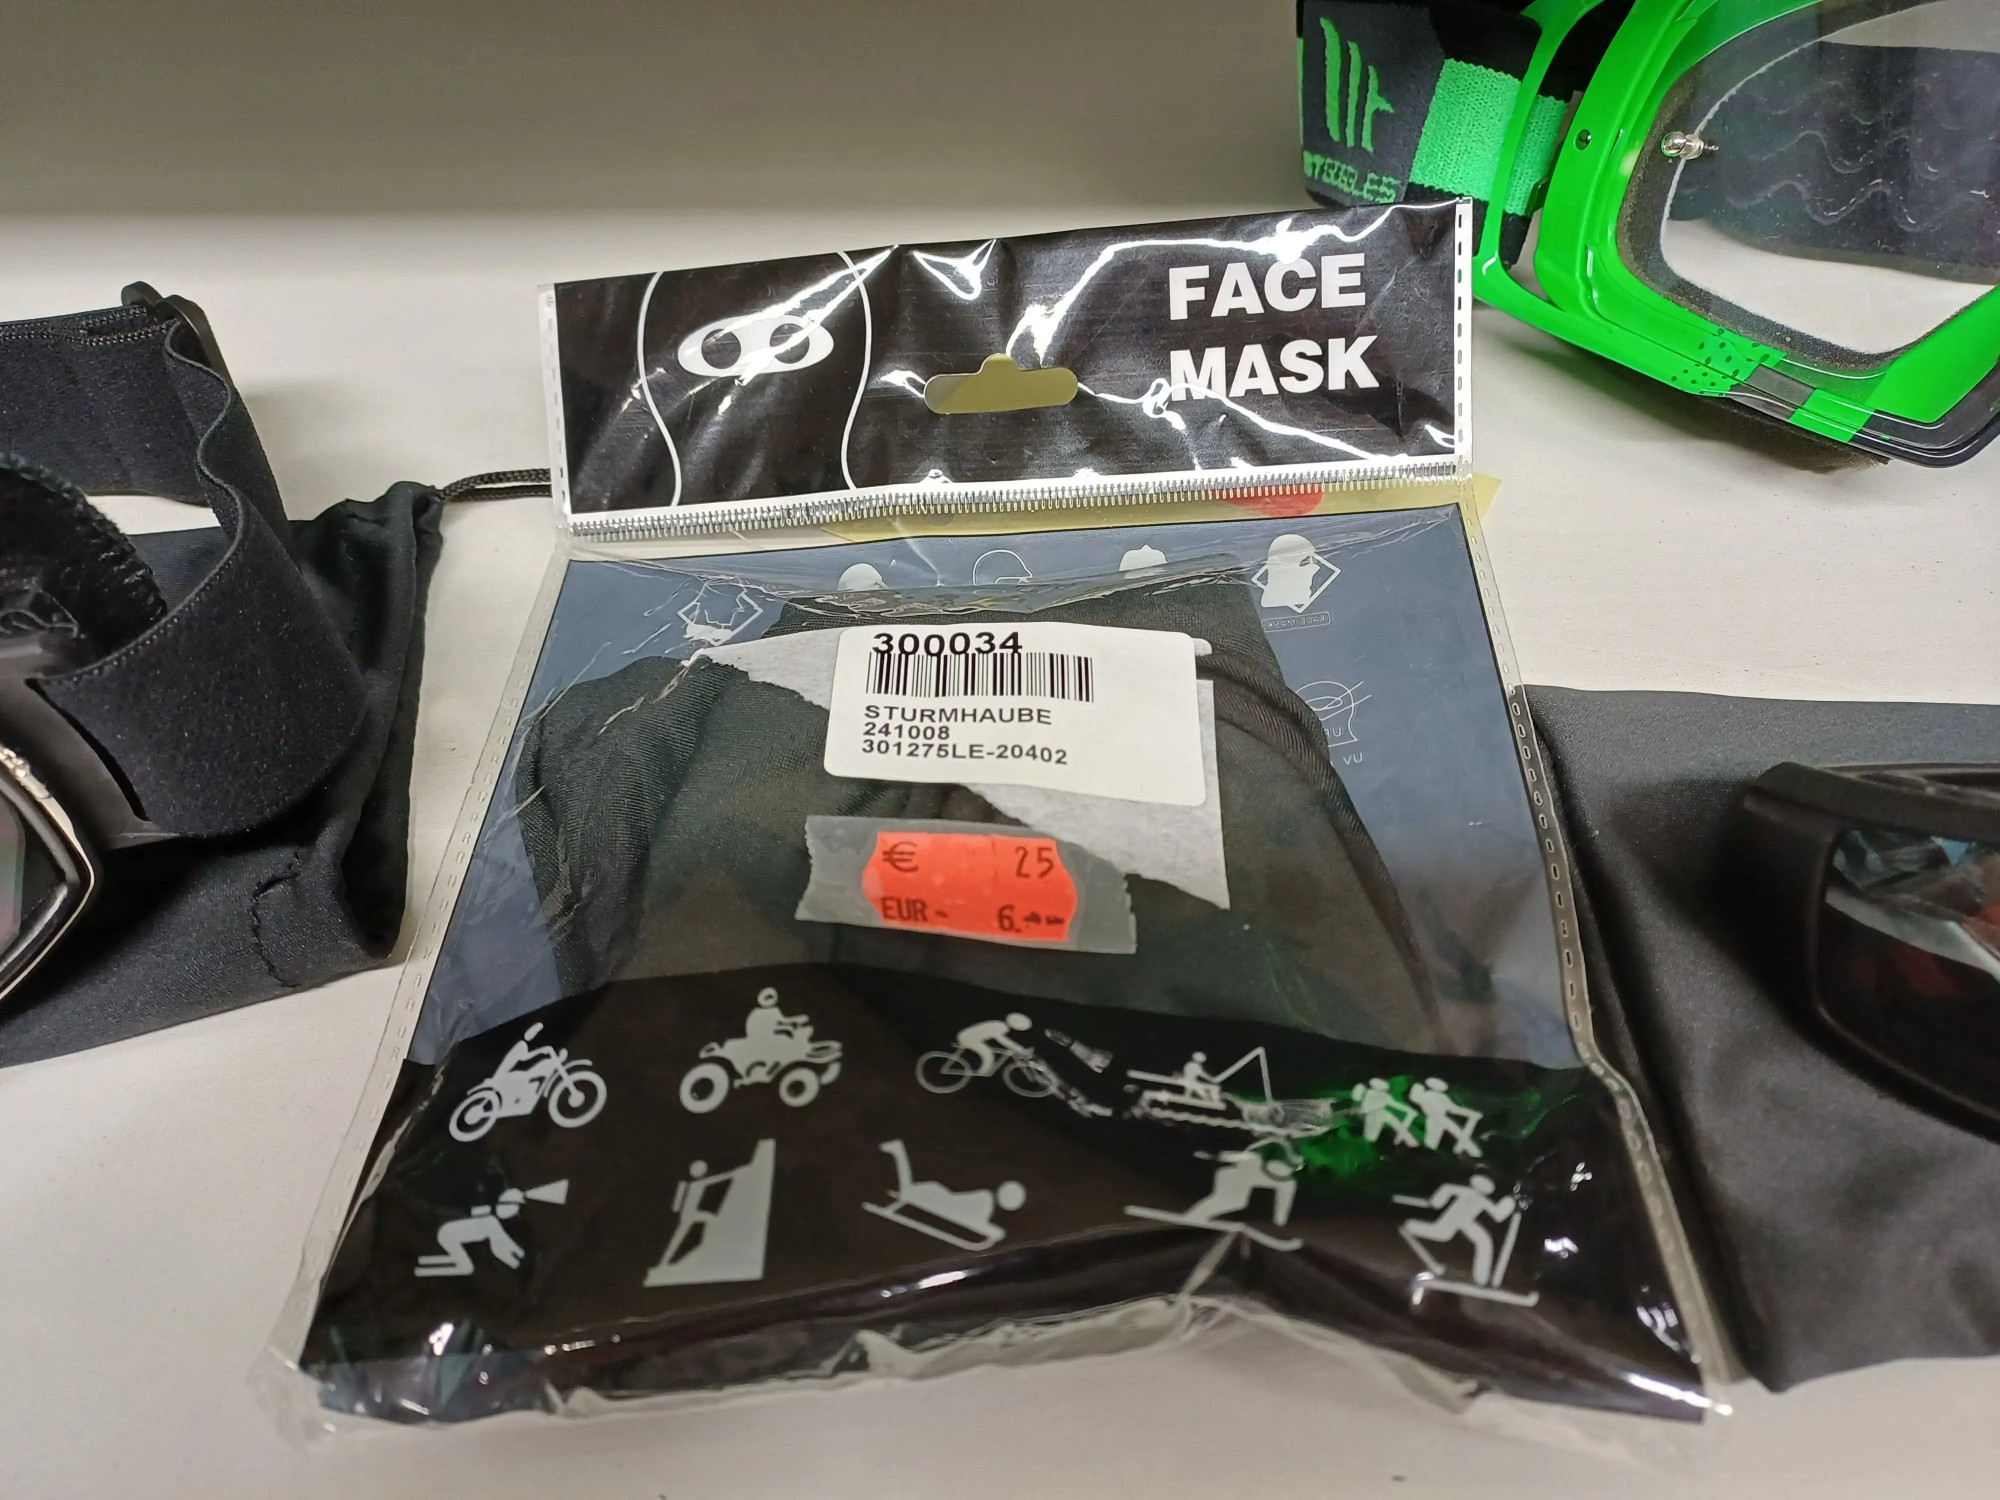 FACE
MASK
300034
STURMHAUBE
241008
301275LE-20402
€ 25
EUR- 6.